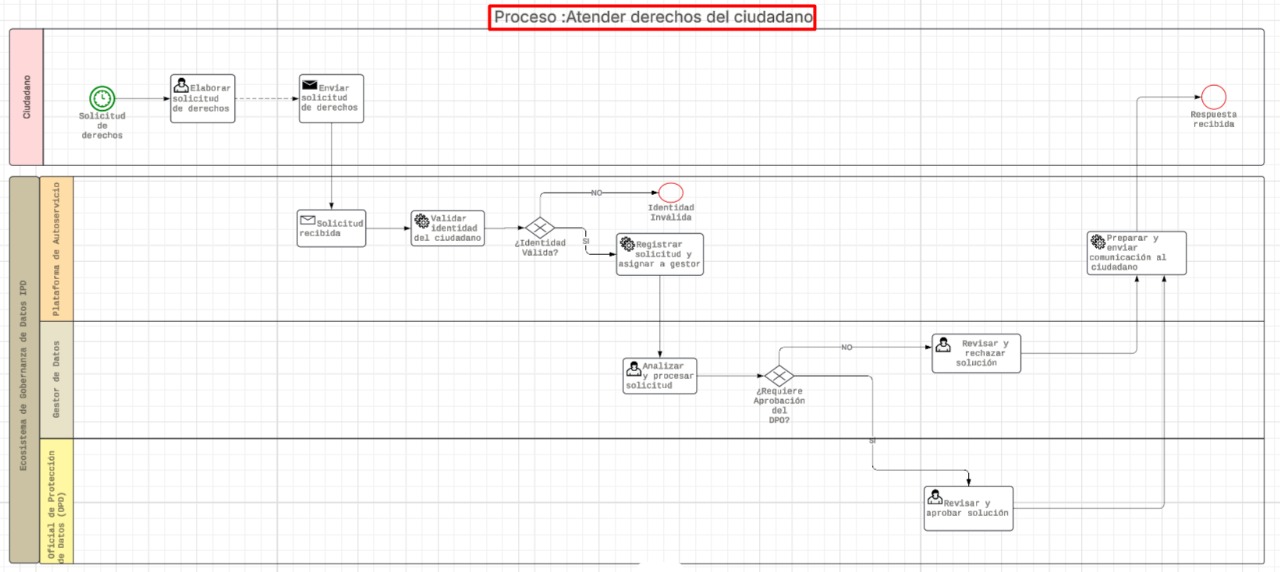 Proceso :Atender derechos del ciudadano
Ciudadano
Solicitud
de
derechos
Elaborar
solicitud
de derechos
Enviar
solicitud
de derechos
Respuesta
recibida
Ecosistema de Gobernanza de Datos IPD
Plataforma de Autoservicio
Solicitud
recibida
Validar
identidad
del ciudadano
¿Identidad
Válida?
NO
Identidad
Inválida
SI
Registrar
solicitud y
asignar a gestor
Preparar y
enviar
comunicación al
ciudadano
Gestor de Datos
Analizar
y procesar
solicitud
¿Requiere
Aprobación
del
DPO?
NO
Revisar y
rechazar
solución
SI
Oficial de Protección
de Datos (DPO)
Revisar y
aprobar solución